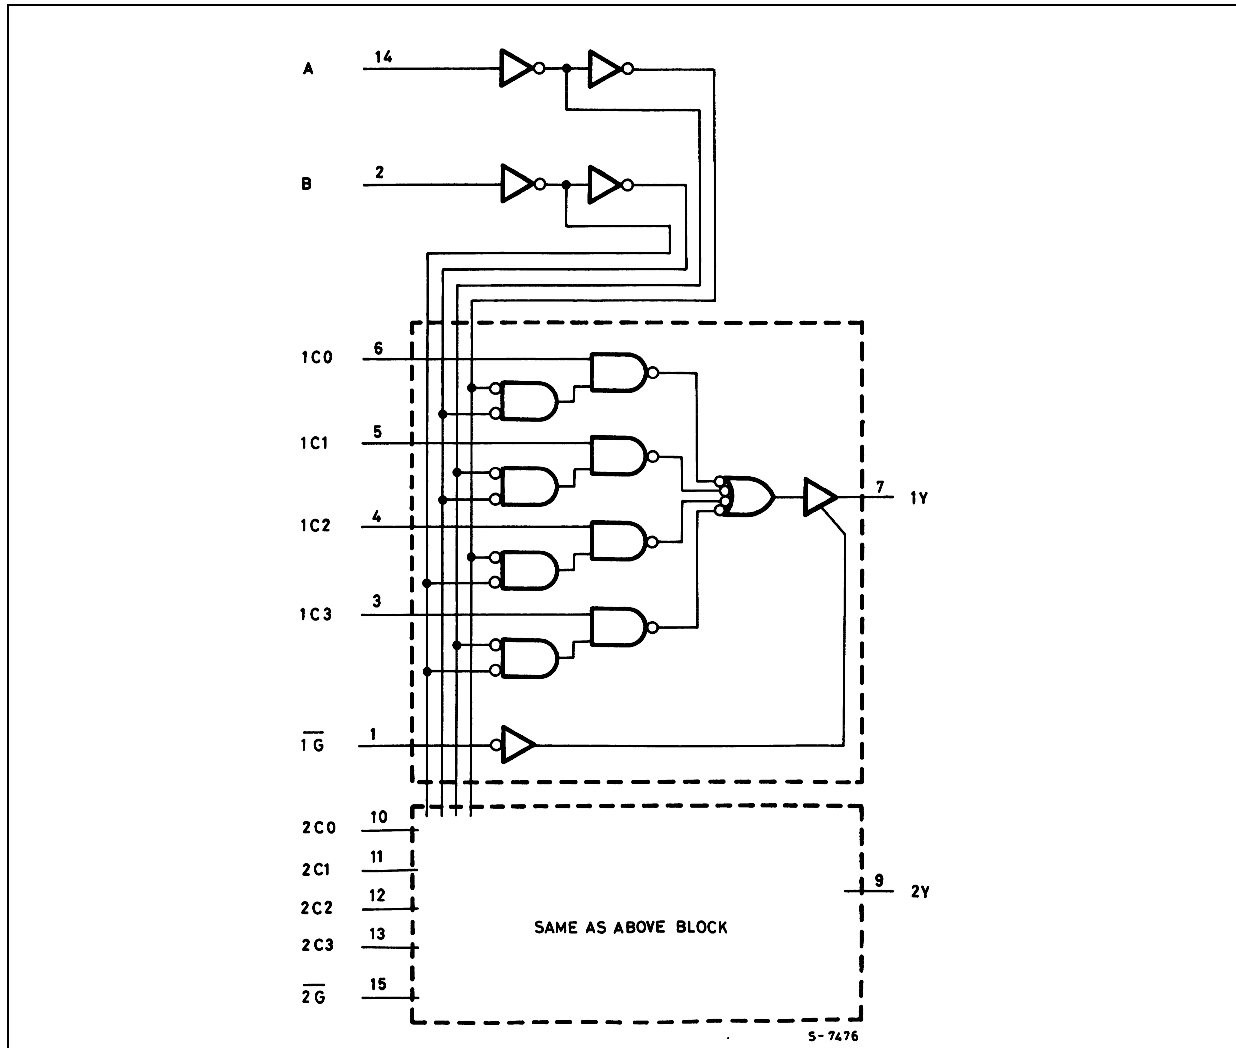 A 14
B 2
1C0 6
1C1 5
1C2 4
7 1Y
1C3 3
1G̅ 1
2C0 10
2C1 11
9 2Y
2C2 12
SAME AS ABOVE BLOCK
2C3 13
2G̅ 15
S-7476